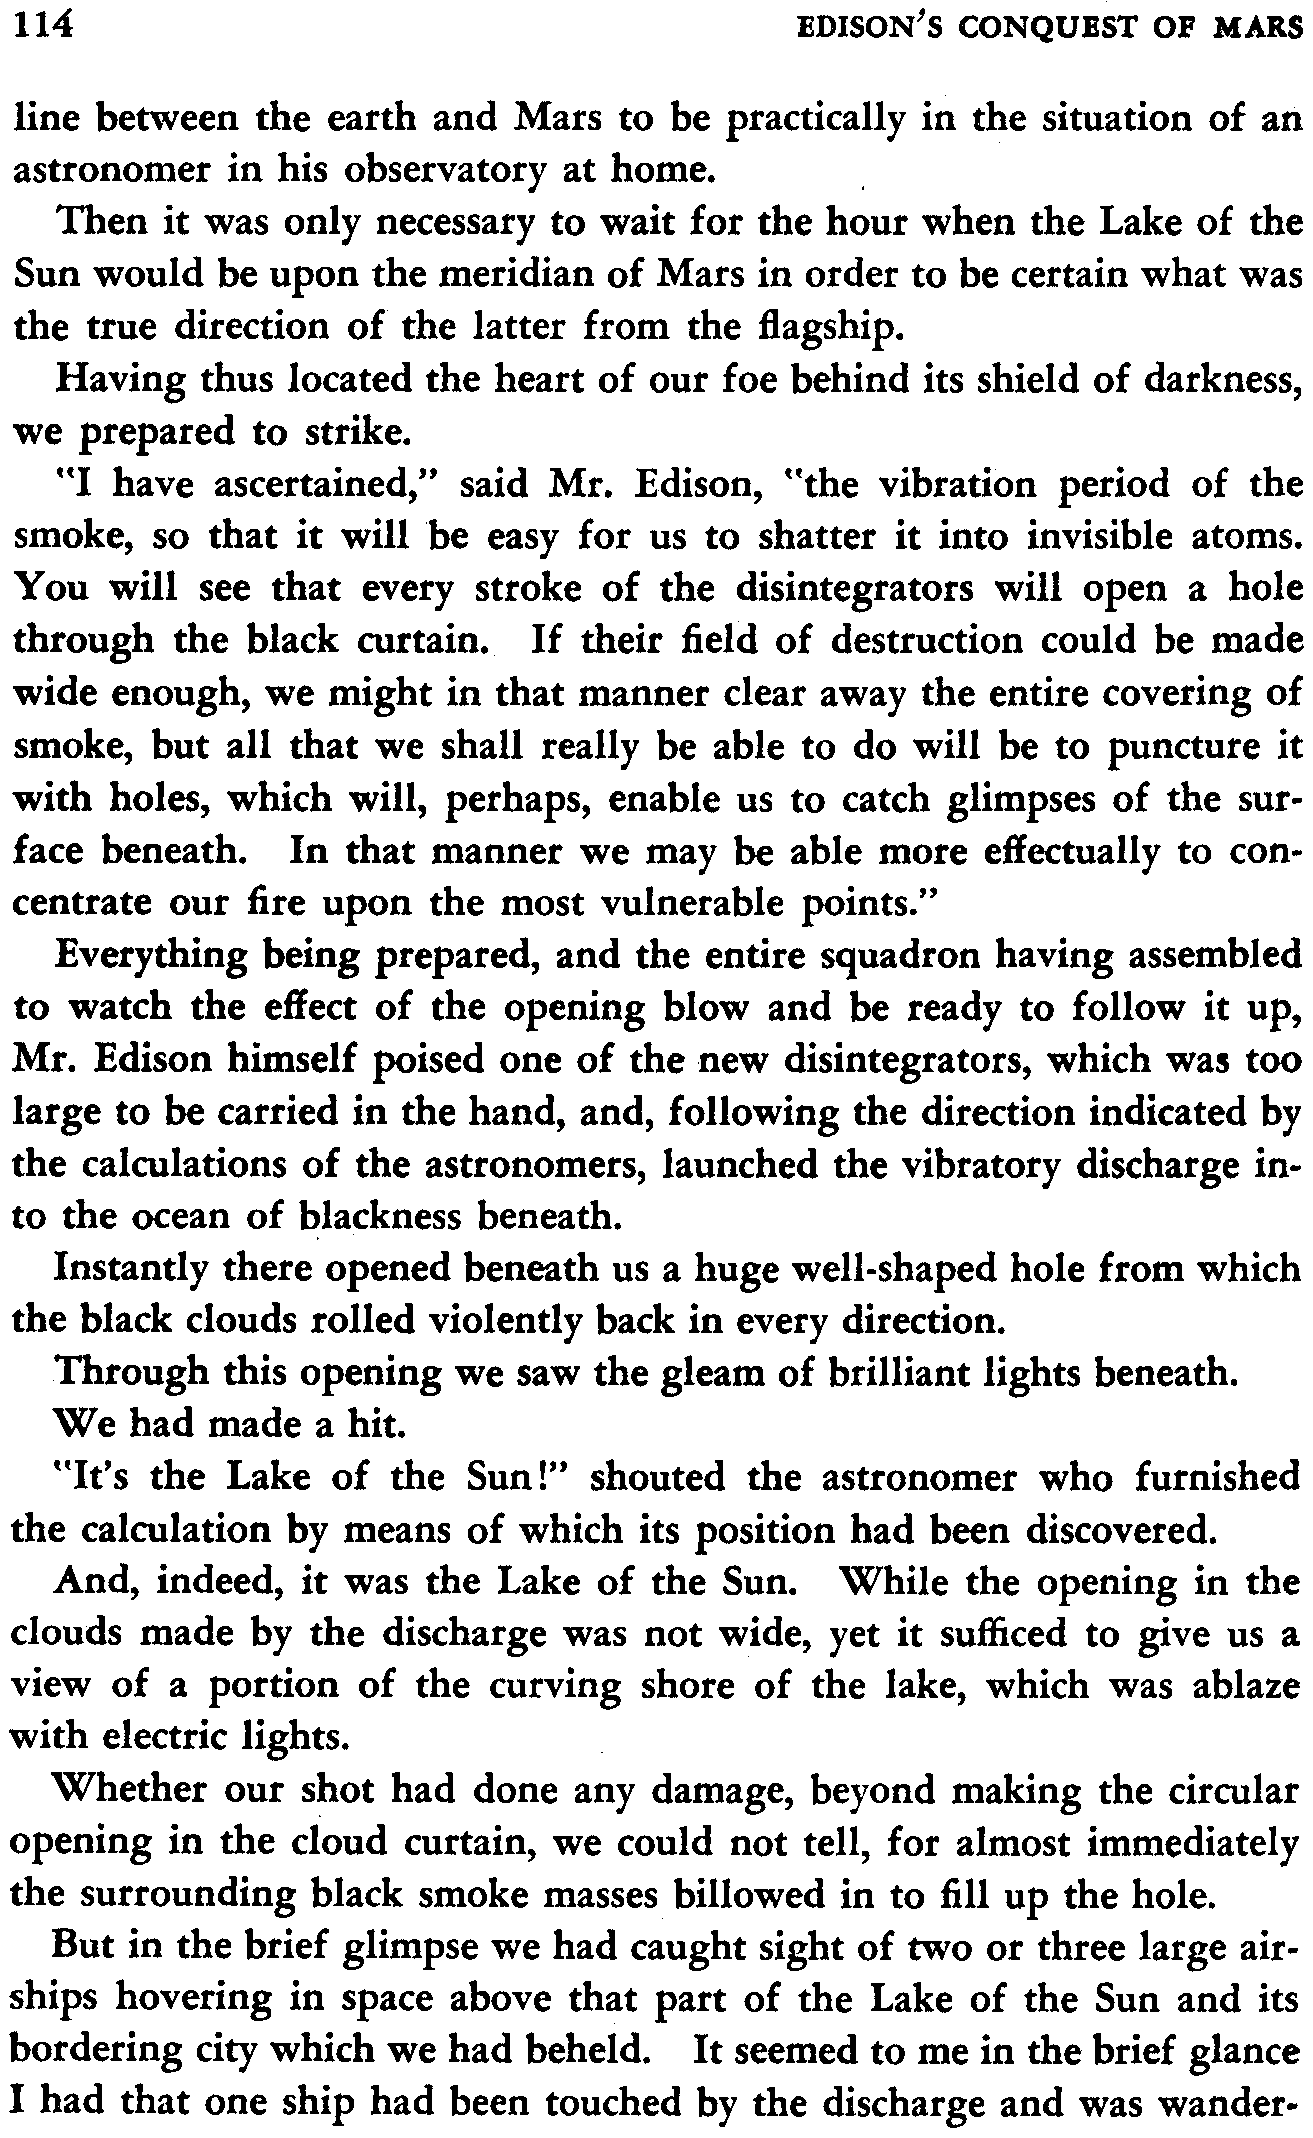 114 EDISON'S CONQUEST OF MARS
line between the earth and Mars to be practically in the situation of an
astronomer in his observatory at home.
Then it was only necessary to wait for the hour when the Lake of the
Sun would be upon the meridian of Mars in order to be certain what was
the true direction of the latter from the flagship.
Having thus located the heart of our foe behind its shield of darkness,
we prepared to strike.
"I have ascertained," said Mr. Edison, "the vibration period of the
smoke, so that it will be easy for us to shatter it into invisible atoms.
You will see that every stroke of the disintegrators will open a hole
through the black curtain. If their field of destruction could be made
wide enough, we might in that manner clear away the entire covering of
smoke, but all that we shall really be able to do will be to puncture it
with holes, which will, perhaps, enable us to catch glimpses of the sur-
face beneath. In that manner we may be able more effectually to con-
centrate our fire upon the most vulnerable points."
Everything being prepared, and the entire squadron having assembled
to watch the effect of the opening blow and be ready to follow it up,
Mr. Edison himself poised one of the new disintegrators, which was too
large to be carried in the hand, and, following the direction indicated by
the calculations of the astronomers, launched the vibratory discharge in-
to the ocean of blackness beneath.
Instantly there opened beneath us a huge well-shaped hole from which
the black clouds rolled violently back in every direction.
Through this opening we saw the gleam of brilliant lights beneath.
We had made a hit.
"It's the Lake of the Sun!" shouted the astronomer who furnished
the calculation by means of which its position had been discovered.
And, indeed, it was the Lake of the Sun. While the opening in the
clouds made by the discharge was not wide, yet it sufficed to give us a
view of a portion of the curving shore of the lake, which was ablaze
with electric lights.
Whether our shot had done any damage, beyond making the circular
opening in the cloud curtain, we could not tell, for almost immediately
the surrounding black smoke masses billowed in to fill up the hole.
But in the brief glimpse we had caught sight of two or three large air-
ships hovering in space above that part of the Lake of the Sun and its
bordering city which we had beheld. It seemed to me in the brief glance
I had that one ship had been touched by the discharge and was wander-